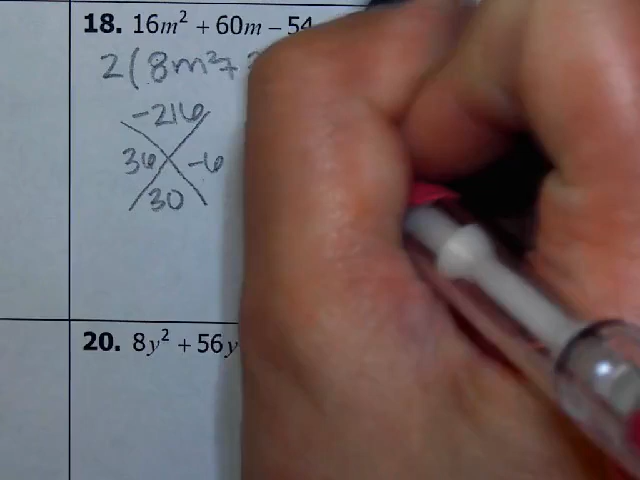 18. 16m² + 60m − 54
2(8m²+
-216
36 -6
30
20. 8y² + 56y